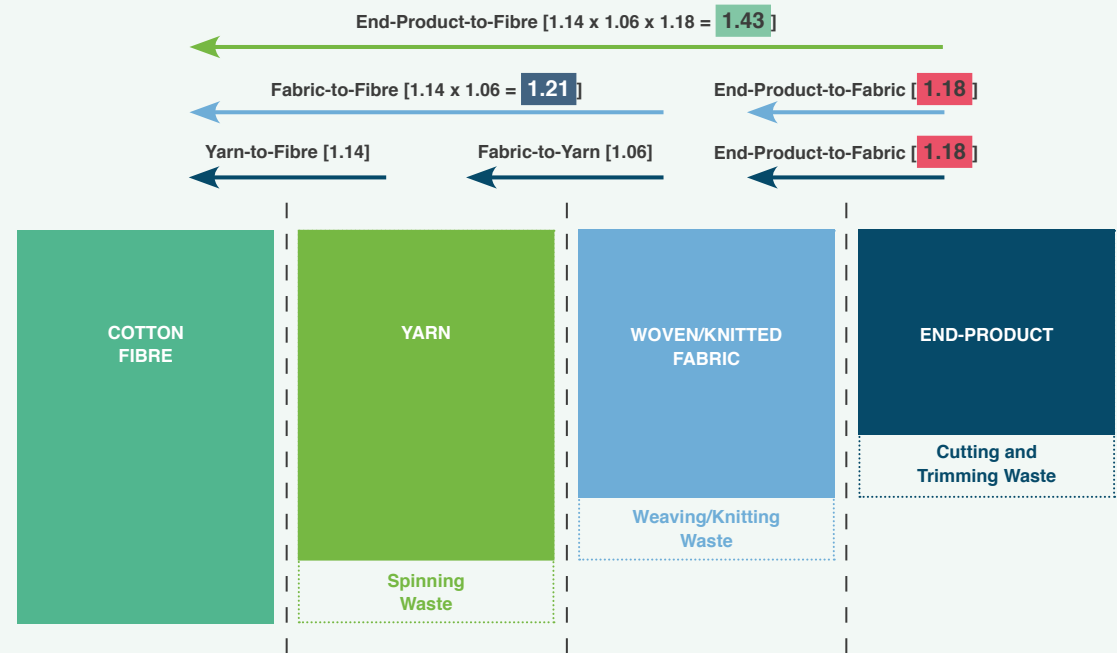 End-Product-to-Fibre [1.14 x 1.06 x 1.18 = 1.43 ]
Fabric-to-Fibre [1.14 x 1.06 = 1.21 ]
End-Product-to-Fabric [ 1.18 ]
Yarn-to-Fibre [1.14]
Fabric-to-Yarn [1.06]
End-Product-to-Fabric [ 1.18 ]
COTTON
FIBRE
YARN
WOVEN/KNITTED
FABRIC
END-PRODUCT
Cutting and
Trimming Waste
Weaving/Knitting
Waste
Spinning
Waste